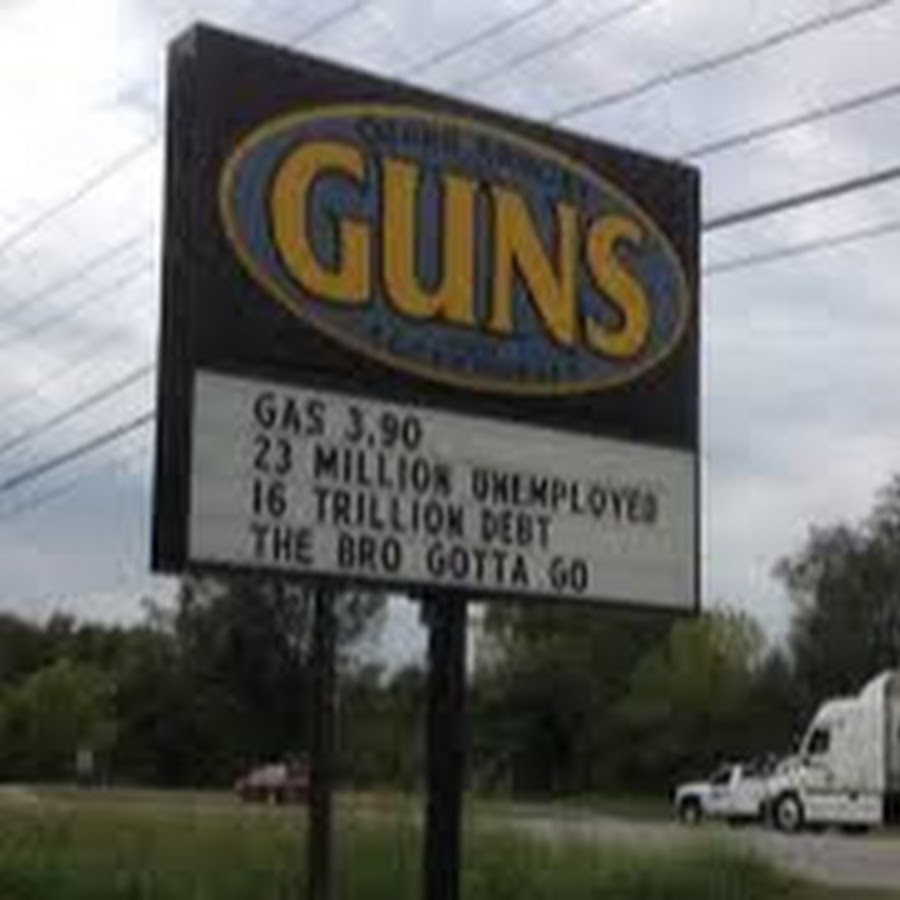 GUNS
GAS 3.90
23 MILLION UNEMPLOYED
16 TRILLION DEBT
THE BRO GOTTA GO